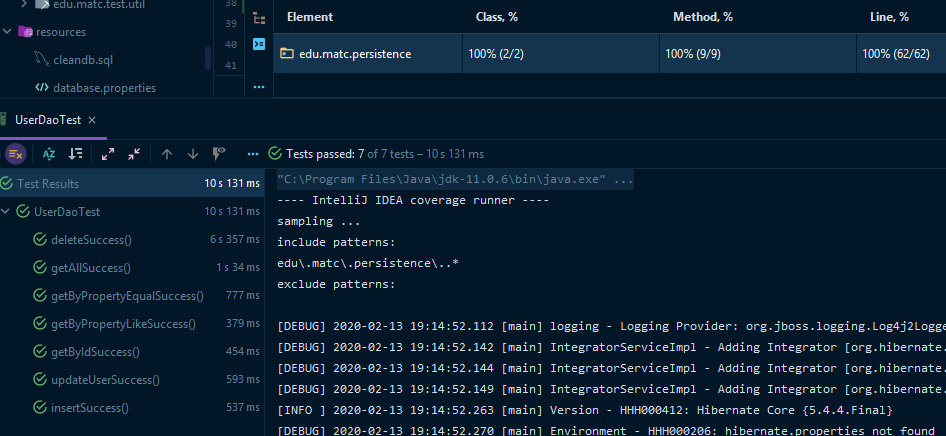 edu.matc.test.util
resources
cleandb.sql
database.properties
38
39
40
41
Element Class, % Method, % Line, %
edu.matc.persistence 100% (2/2) 100% (9/9) 100% (62/62)
UserDaoTest ×
Tests passed: 7 of 7 tests – 10 s 131 ms
Test Results 10 s 131 ms
UserDaoTest 10 s 131 ms
deleteSuccess() 6 s 357 ms
getAllSuccess() 1 s 34 ms
getByPropertyEqualSuccess() 777 ms
getByPropertyLikeSuccess() 379 ms
getByIdSuccess() 454 ms
updateUserSuccess() 593 ms
insertSuccess() 537 ms
"C:\Program Files\Java\jdk-11.0.6\bin\java.exe" ...
---- IntelliJ IDEA coverage runner ----
sampling ...
include patterns:
edu\.matc\.persistence\..*
exclude patterns:
[DEBUG] 2020-02-13 19:14:52.112 [main] logging - Logging Provider: org.jboss.logging.Log4j2Logge
[DEBUG] 2020-02-13 19:14:52.142 [main] IntegratorServiceImpl - Adding Integrator [org.hibernate.
[DEBUG] 2020-02-13 19:14:52.144 [main] IntegratorServiceImpl - Adding Integrator [org.hibernate.
[DEBUG] 2020-02-13 19:14:52.149 [main] IntegratorServiceImpl - Adding Integrator [org.hibernate.
[INFO ] 2020-02-13 19:14:52.263 [main] Version - HHH000412: Hibernate Core {5.4.4.Final}
[DEBUG] 2020-02-13 19:14:52.270 [main] Environment - HHH000206: hibernate.properties not found